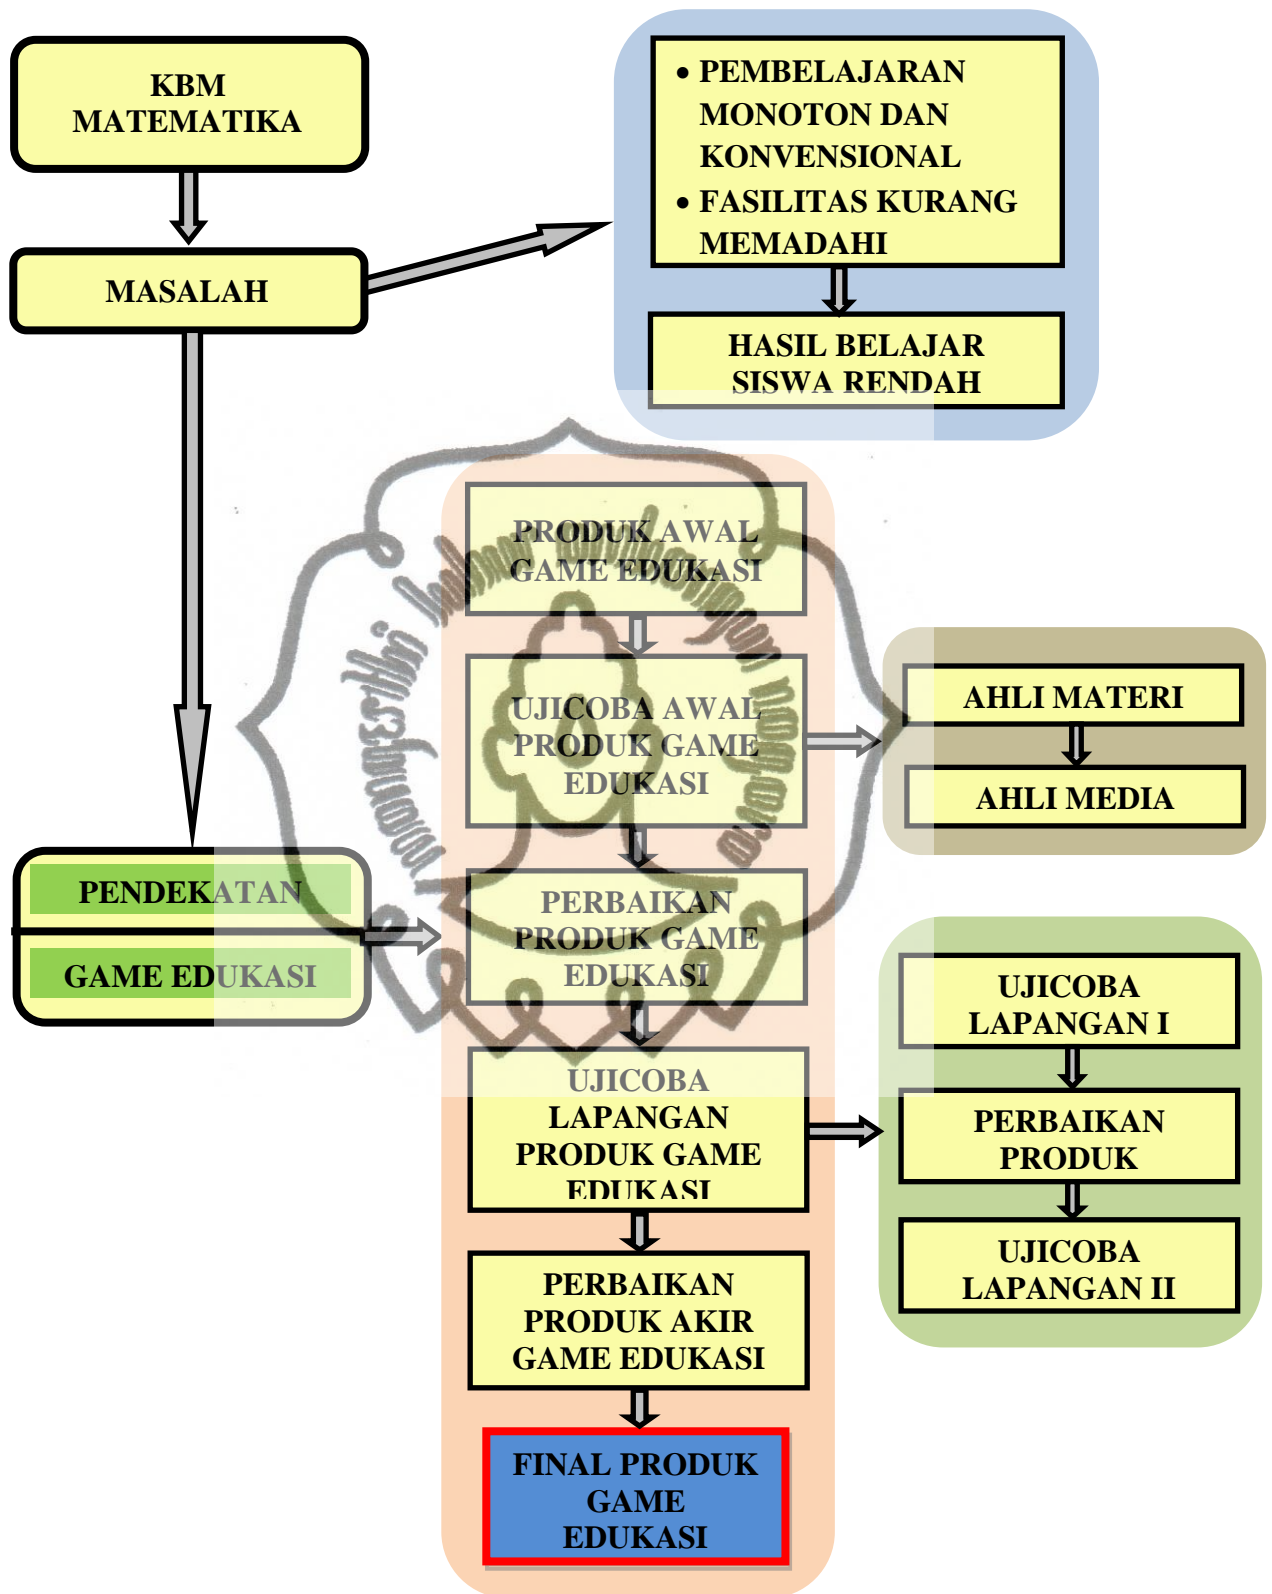 KBM
MATEMATIKA
MASALAH
• PEMBELAJARAN
MONOTON DAN
KONVENSIONAL
• FASILITAS KURANG
MEMADAHI
HASIL BELAJAR
SISWA RENDAH
PENDEKATAN
GAME EDUKASI
PRODUK AWAL
GAME EDUKASI
UJICOBA AWAL
PRODUK GAME
EDUKASI
AHLI MATERI
AHLI MEDIA
PERBAIKAN
PRODUK GAME
EDUKASI
UJICOBA
LAPANGAN
PRODUK GAME
EDUKASI
UJICOBA
LAPANGAN I
PERBAIKAN
PRODUK
UJICOBA
LAPANGAN II
PERBAIKAN
PRODUK AKIR
GAME EDUKASI
FINAL PRODUK
GAME
EDUKASI